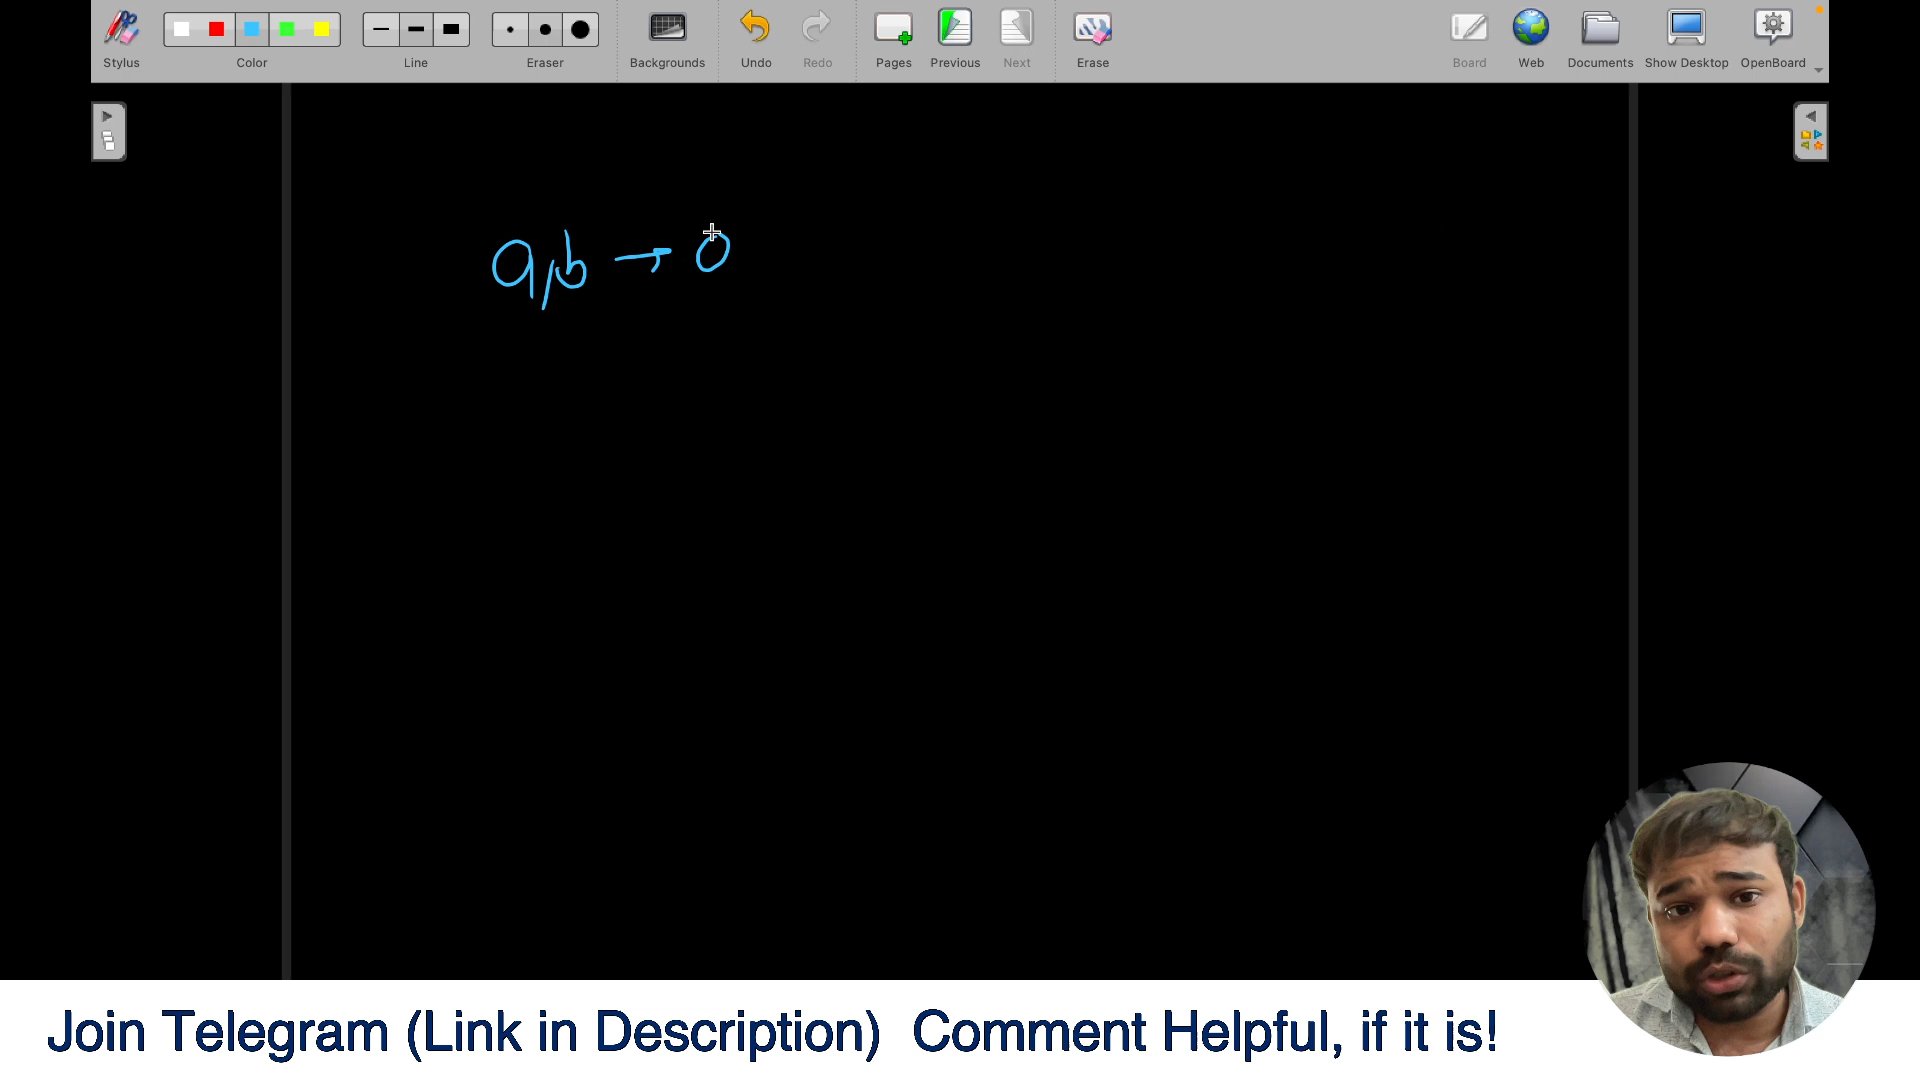 Stylus Color Line Eraser Backgrounds Undo Redo Pages Previous Next Erase Board Web Documents Show Desktop OpenBoard
a,b → 0
Join Telegram (Link in Description) Comment Helpful, if it is!